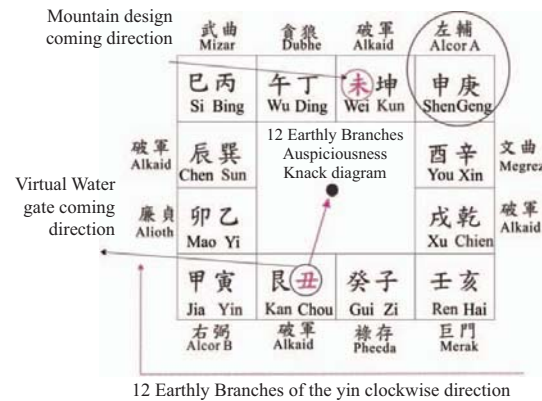 Mountain design
coming direction
武曲
Mizar
貪狼
Dubhe
破軍
Alkaid
左輔
Alcor A
巳丙
Si Bing
午丁
Wu Ding
未坤
Wei Kun
申庚
ShenGeng
破軍
Alkaid
辰巽
Chen Sun
12 Earthly Branches
Auspiciousness
Knack diagram
酉辛
You Xin
文曲
Megrez
Virtual Water
gate coming
direction
廉貞
Alioth
卯乙
Mao Yi
戌乾
Xu Chien
破軍
Alkaid
甲寅
Jia Yin
艮丑
Kan Chou
癸子
Gui Zi
壬亥
Ren Hai
右弼
Alcor B
破軍
Alkaid
祿存
Phecda
巨門
Merak
12 Earthly Branches of the yin clockwise direction